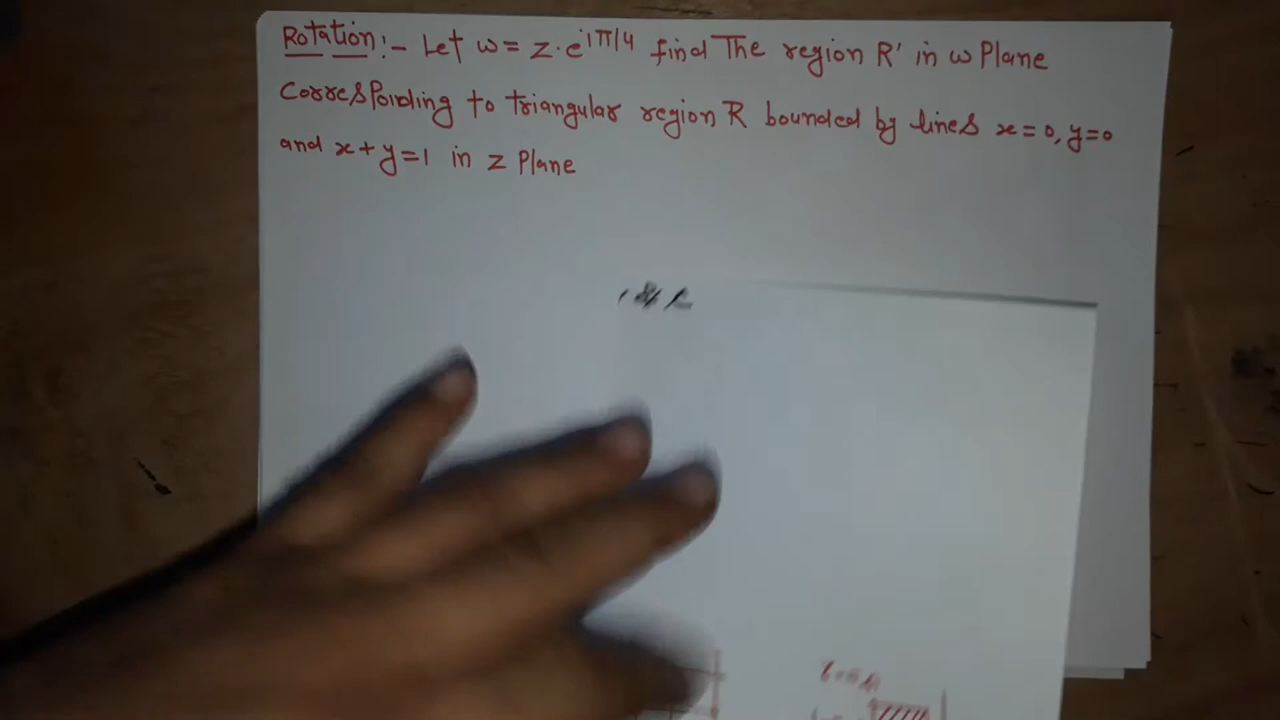 Rotation:- Let w = z·e^iπ/4 find The region R' in w Plane
Corresponding to triangular region R bounded by lines x=0, y=0
and x+y=1 in z Plane